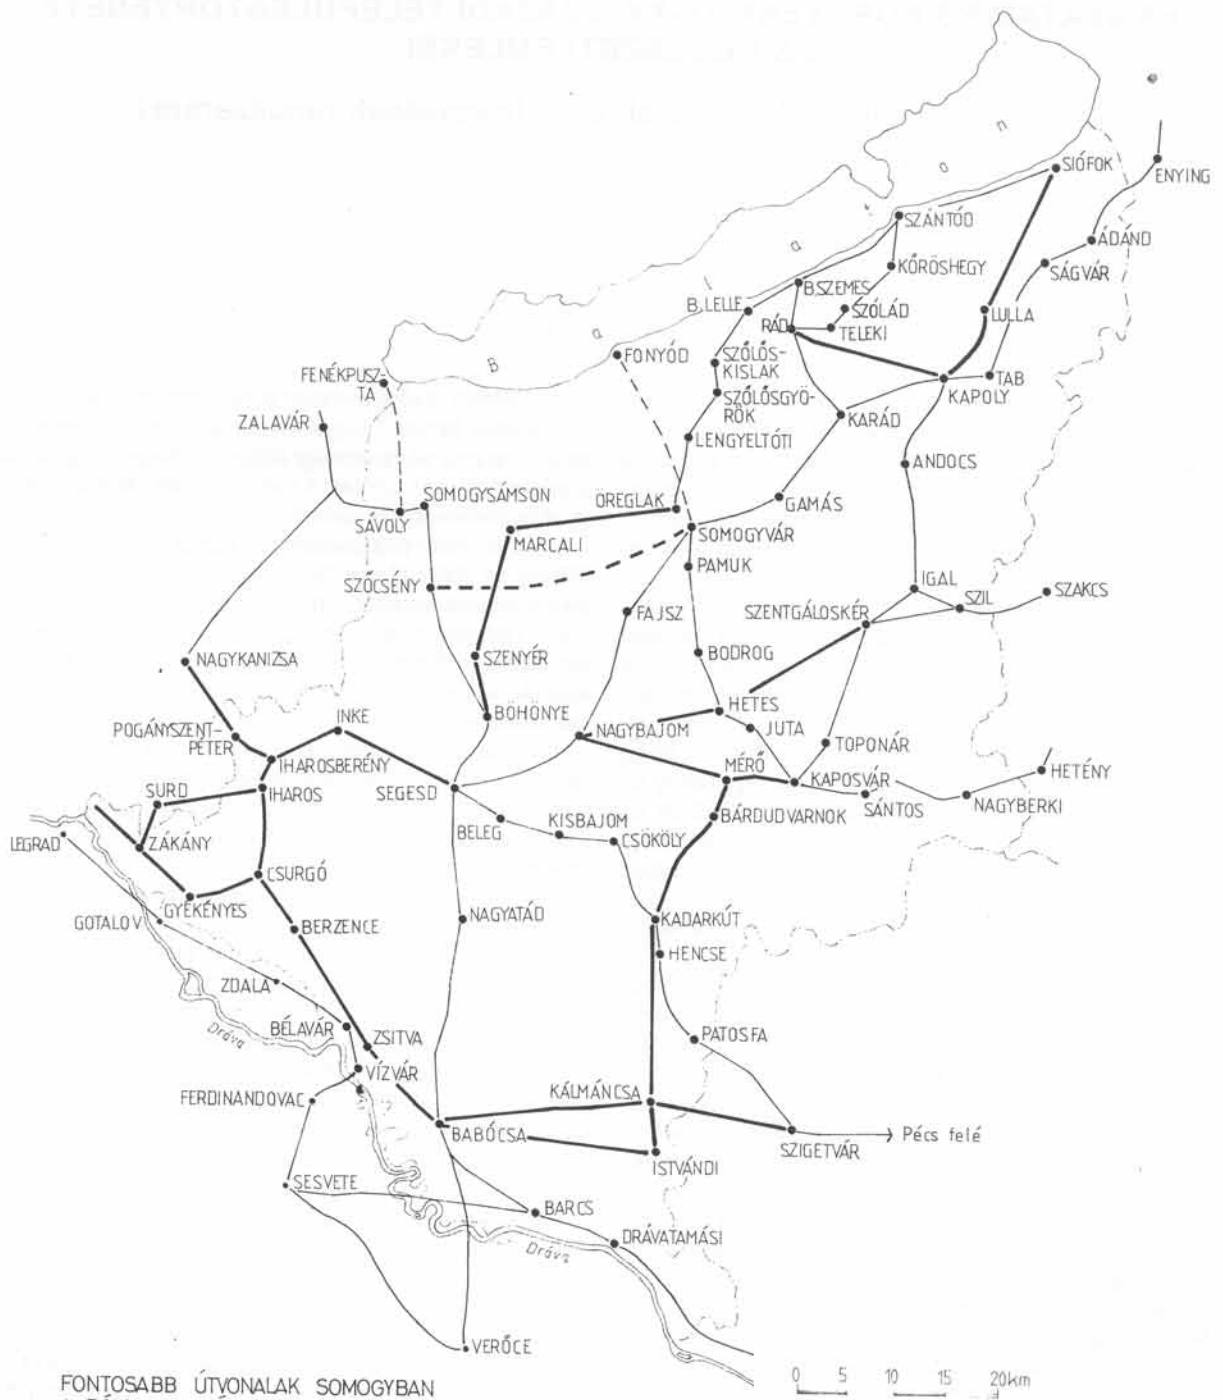 B a l a t o n
SIÓFOK
ENYING
SZÁNTÓD
ÁDÁND
KŐRÖSHEGY
SÁGVÁR
B.SZEMES
B.LELLE
SZÓLÁD
LULLA
RÁD
TELEKI
FONYÓD
SZŐLŐS-
KISLAK
FENÉKPUSZ-
TA
TAB
KAPOLY
SZŐLŐSGYÖ-
RÖK
KARÁD
ZALAVÁR
LENGYELTÓTI
ANDOCS
SOMOGYSÁMSON
ÖREGLAK
GAMÁS
SÁVOLY
SOMOGYVÁR
MARCALI
PAMUK
SZŐCSÉNY
IGAL
SZIL
SZAKCS
FAJSZ
SZENTGÁLOSKÉR
NAGYKANIZSA
SZENYÉR
BODROG
HETES
INKE
BÖHÖNYE
POGÁNYSZENT-
PÉTER
NAGYBAJOM
JUTA
TOPONÁR
IHAROSBERÉNY
MÉRŐ
KAPOSVÁR
HETÉNY
SURD
IHAROS
SEGESD
SÁNTOS
NAGYBERKI
BÁRDUDVARNOK
BELEG
KISBAJOM
CSÖKÖLY
LEGRAD
ZÁKÁNY
CSURGÓ
GYÉKÉNYES
GOTALOV
BERZENCE
NAGYATÁD
KADARKÚT
HENCSE
ZDALA
BÉLAVÁR
Dráva
ZSITVA
PATOSFA
VÍZVÁR
FERDINANDOVAC
KÁLMÁNCSA
BABÓCSA
Pécs felé
SZIGETVÁR
ISTVÁNDI
SESVETE
BARCS
DRÁVATAMÁSI
Dráva
VERŐCE
0 5 10 15 20km
FONTOSABB ÚTVONALAK SOMOGYBAN